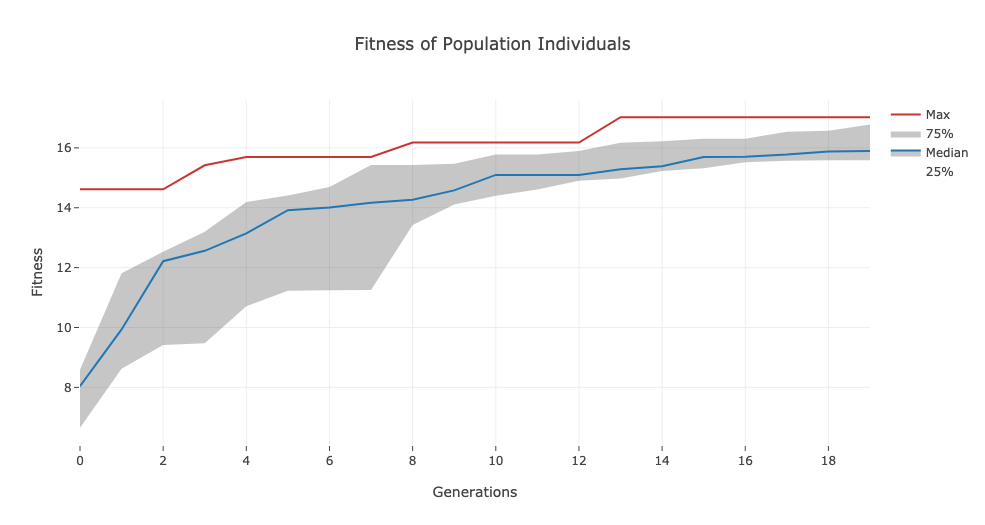 Fitness of Population Individuals
Max
75%
Median
25%
16
14
12
10
8
Fitness
0 2 4 6 8 10 12 14 16 18
Generations